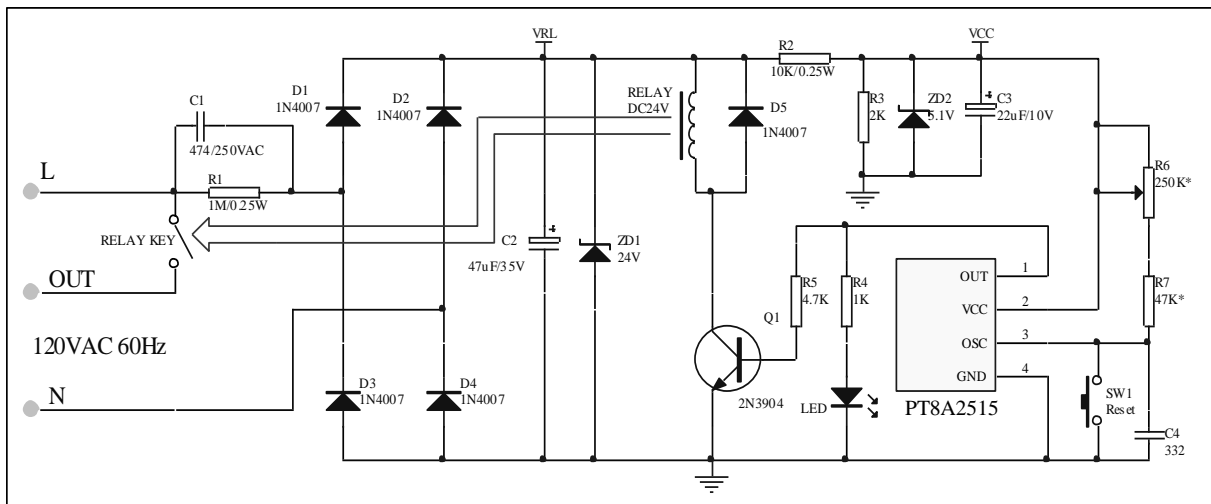 VRL
VCC
R2
10K/0.25W
D1
1N4007
D2
1N4007
C1
474/250VAC
RELAY
DC24V
D5
1N4007
R3
2K
ZD2
5.1V
C3
22uF/10V
L
R1
1M/0.25W
R6
250K*
RELAY KEY
C2
47uF/35V
ZD1
24V
R5
4.7K
R4
1K
OUT 1
VCC 2
OSC 3
GND 4
R7
47K*
OUT
Q1
120VAC 60Hz
D3
1N4007
D4
1N4007
2N3904
LED
PT8A2515
SW1
Reset
N
C4
332